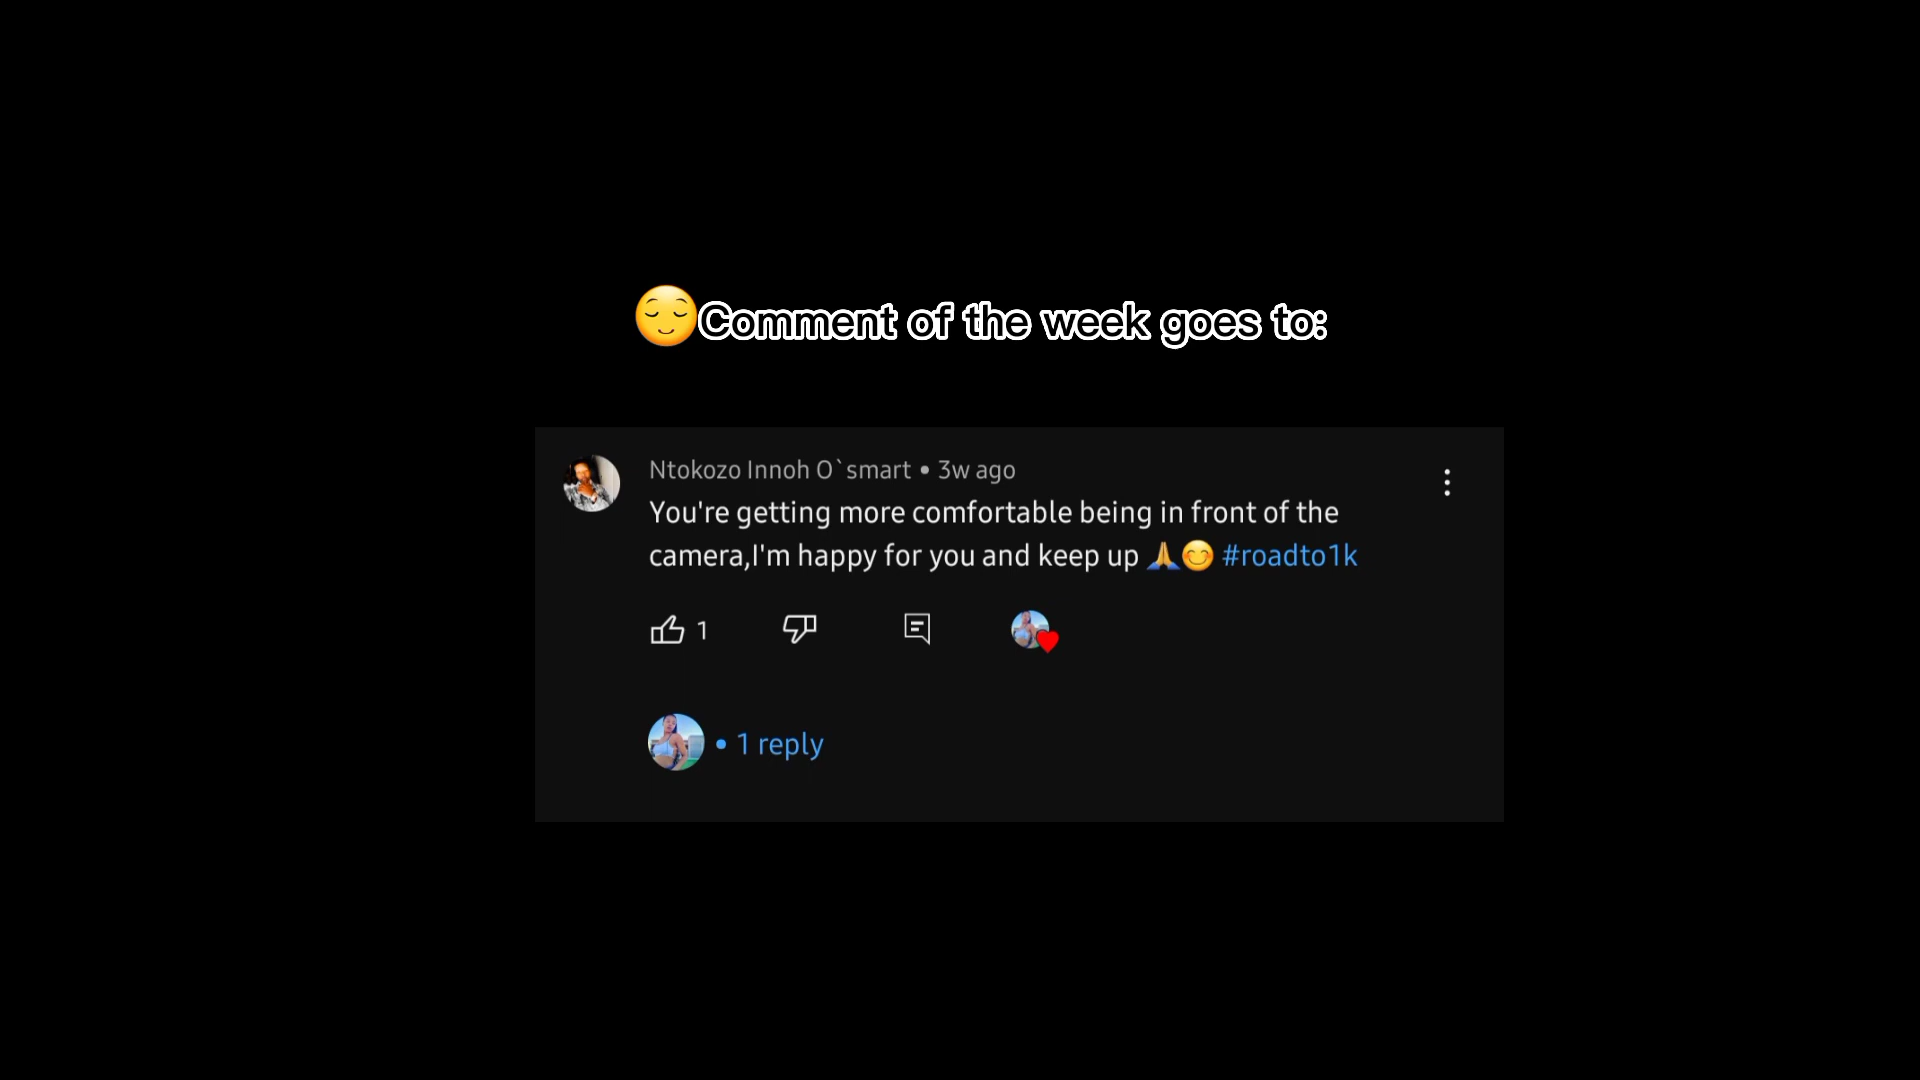 😌Comment of the week goes to:
Ntokozo Innoh O`smart • 3w ago
You're getting more comfortable being in front of the
camera,I'm happy for you and keep up 🙏😊 #roadto1k
1
• 1 reply